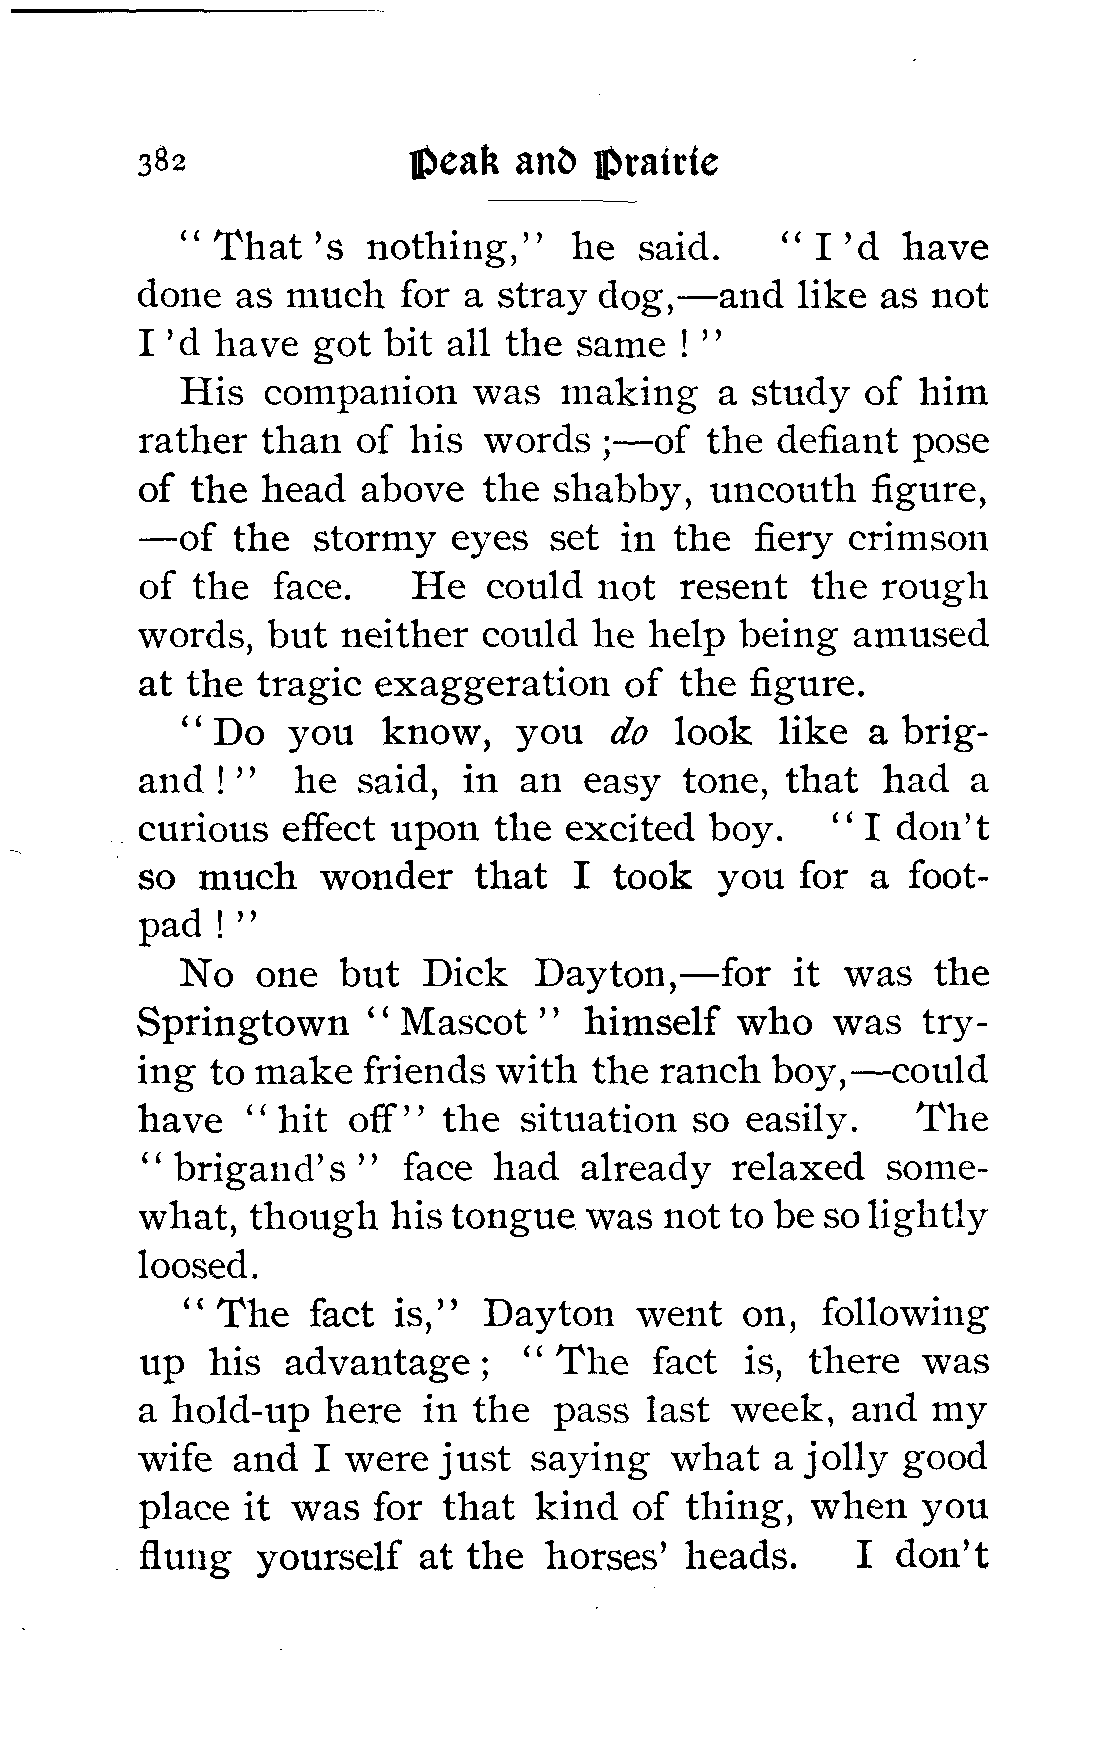 382 Peak and Prairie
“ That 's nothing,” he said. “ I 'd have
done as much for a stray dog,—and like as not
I 'd have got bit all the same ! ”
His companion was making a study of him
rather than of his words ;—of the defiant pose
of the head above the shabby, uncouth figure,
—of the stormy eyes set in the fiery crimson
of the face. He could not resent the rough
words, but neither could he help being amused
at the tragic exaggeration of the figure.
“ Do you know, you do look like a brig-
and ! ” he said, in an easy tone, that had a
curious effect upon the excited boy. “ I don't
so much wonder that I took you for a foot-
pad ! ”
No one but Dick Dayton,—for it was the
Springtown “ Mascot ” himself who was try-
ing to make friends with the ranch boy,—could
have “ hit off” the situation so easily. The
“ brigand's ” face had already relaxed some-
what, though his tongue was not to be so lightly
loosed.
“ The fact is,” Dayton went on, following
up his advantage ; “ The fact is, there was
a hold-up here in the pass last week, and my
wife and I were just saying what a jolly good
place it was for that kind of thing, when you
flung yourself at the horses' heads. I don't